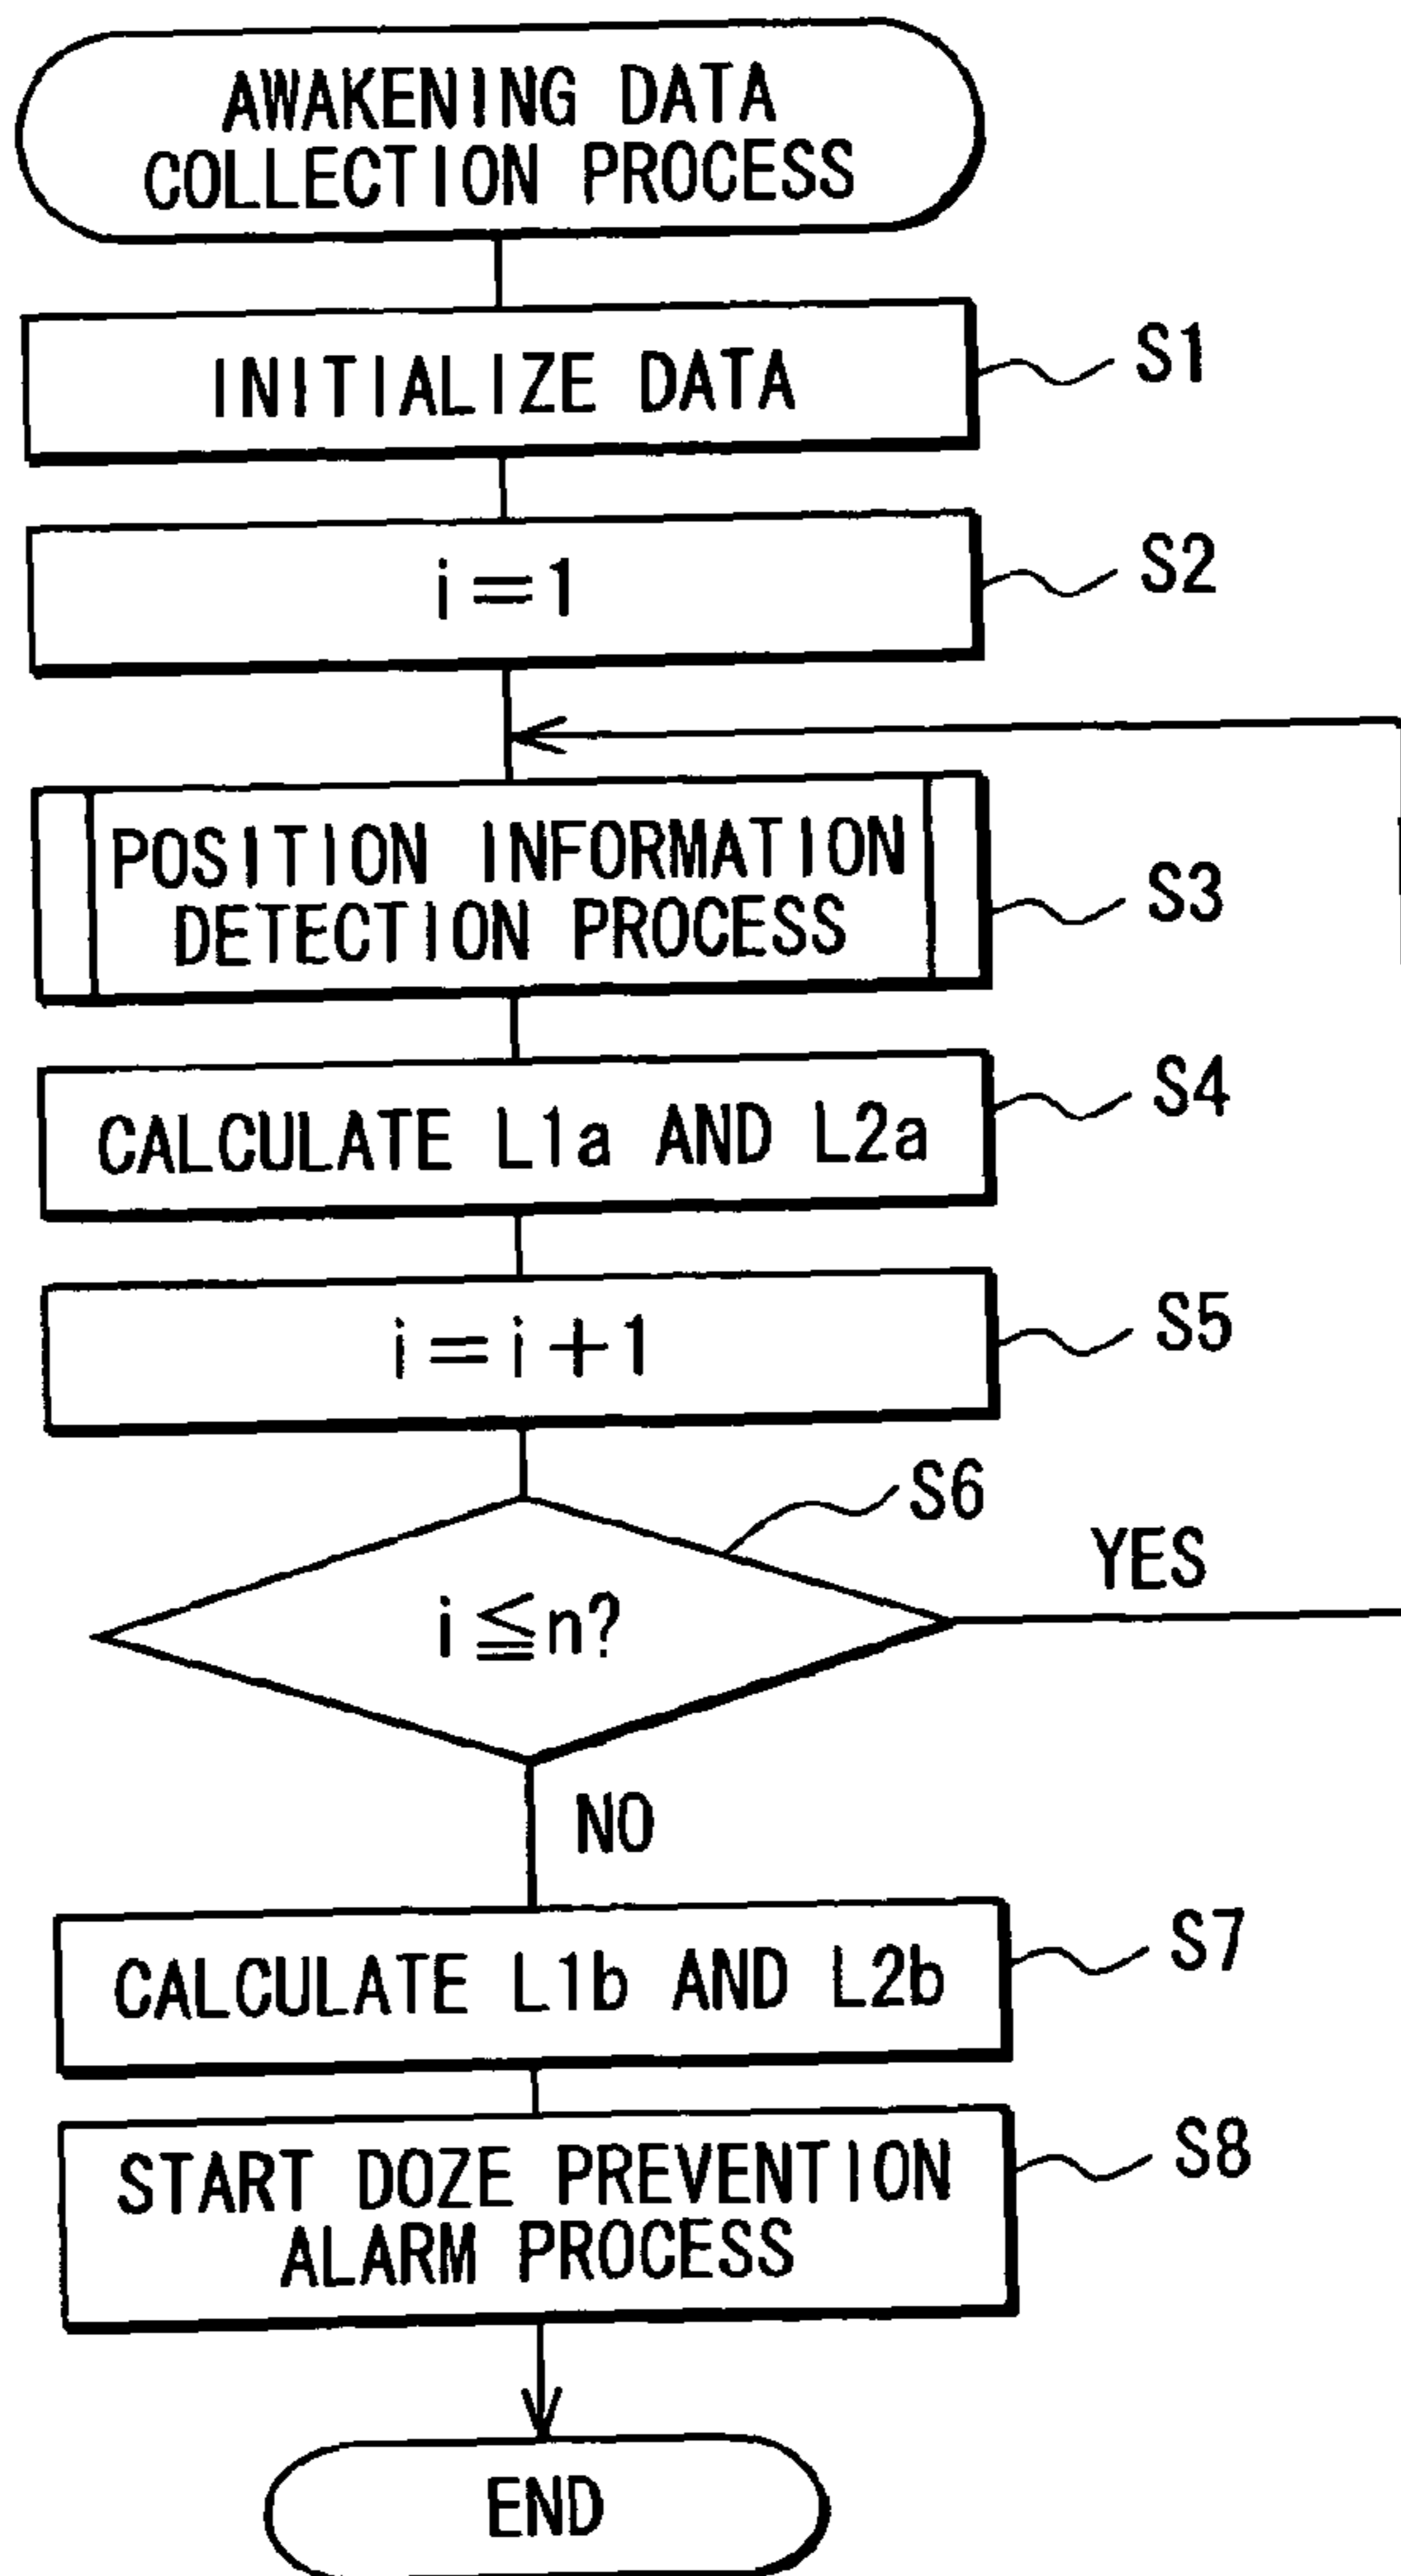 AWAKENING DATA
COLLECTION PROCESS
INITIALIZE DATA
S1
i=1
S2
POSITION INFORMATION
DETECTION PROCESS
S3
CALCULATE L1a AND L2a
S4
i=i+1
S5
S6
i≦n?
YES
NO
CALCULATE L1b AND L2b
S7
START DOZE PREVENTION
ALARM PROCESS
S8
END